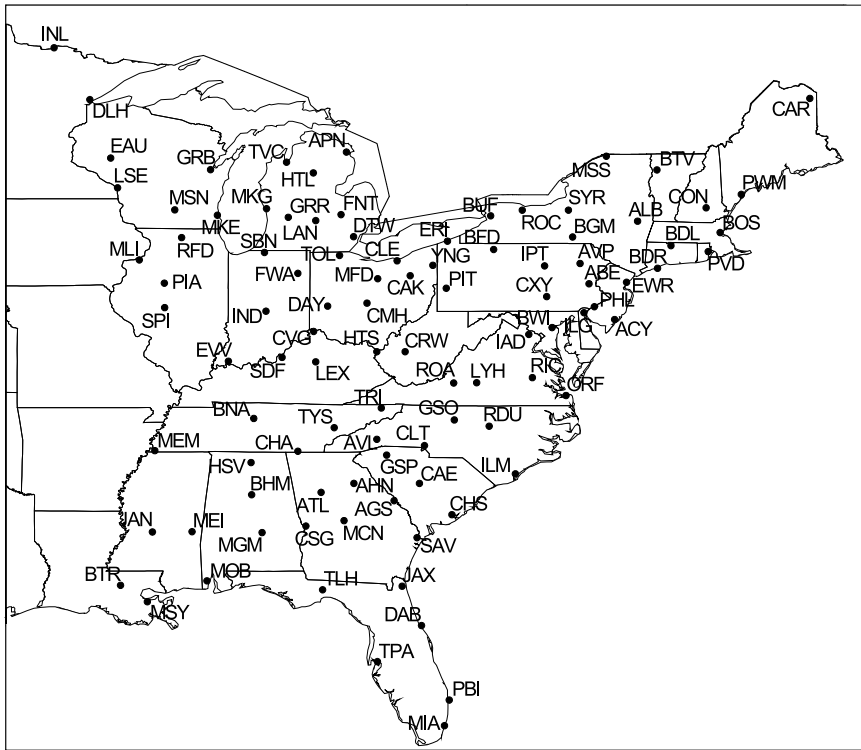 INL
CAR
DLH
APN
EAU
TVC
GRB
MSS
BTV
HTL
LSE
PWM
MSN
MKG
FNT
BUF
SYR
CON
GRR
MKE
ROC
ALB
LAN
DTW
ERI
BOS
BGM
RFD
MLI
SBN
TOL
CLE
BFD
IPT
AVP
BDL
YNG
BDR
PVD
FWA
MFD
PIT
ABE
PIA
CAK
EWR
CXY
SPI
IND
DAY
CMH
PHL
BWI
ILG
ACY
CVG
HTS
CRW
IAD
EVV
SDF
LEX
ROA
LYH
RIC
ORF
TRI
BNA
TYS
GSO
RDU
MEM
CHA
AVL
CLT
HSV
GSP
CAE
ILM
BHM
AHN
ATL
AGS
CHS
JAN
MEI
MGM
CSG
MCN
SAV
BTR
MOB
TLH
JAX
MSY
DAB
TPA
PBI
MIA